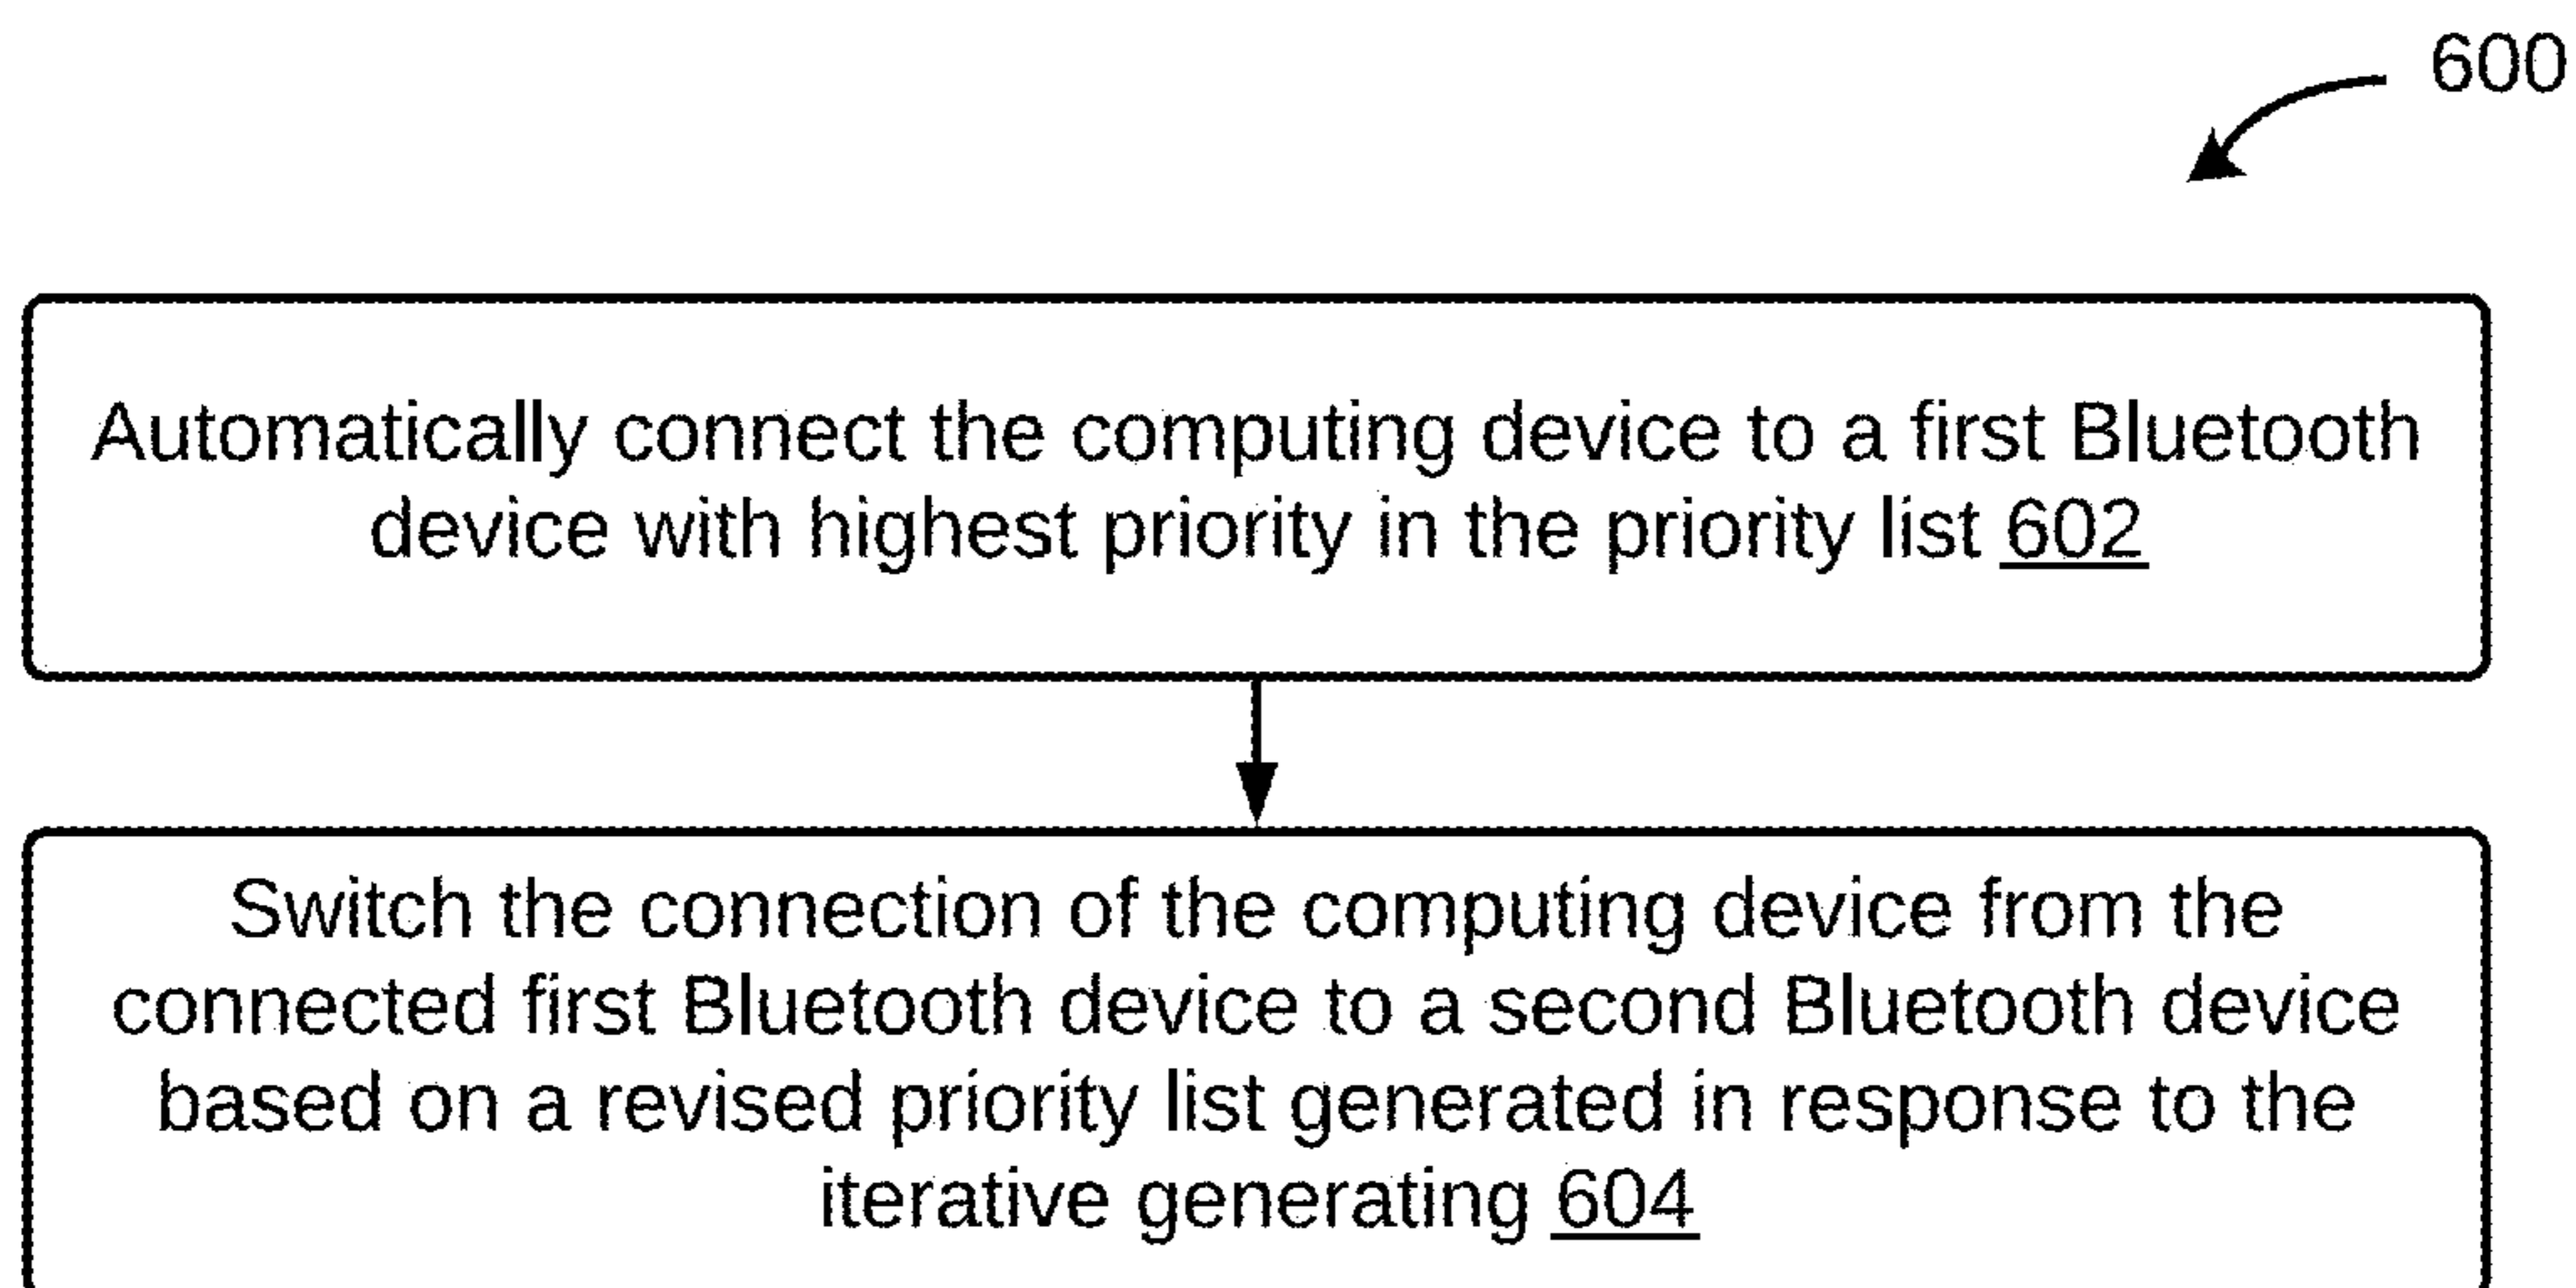 600
Automatically connect the computing device to a first Bluetooth
device with highest priority in the priority list 602
Switch the connection of the computing device from the
connected first Bluetooth device to a second Bluetooth device
based on a revised priority list generated in response to the
iterative generating 604